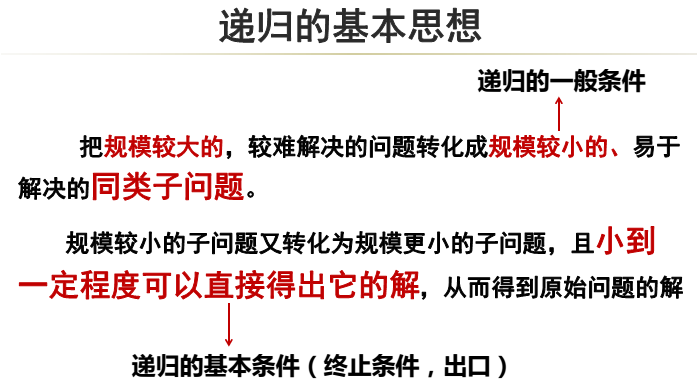 递归的基本思想
递归的一般条件
把规模较大的，较难解决的问题转化成规模较小的、易于
解决的同类子问题。
规模较小的子问题又转化为规模更小的子问题，且小到
一定程度可以直接得出它的解，从而得到原始问题的解
递归的基本条件（终止条件，出口）